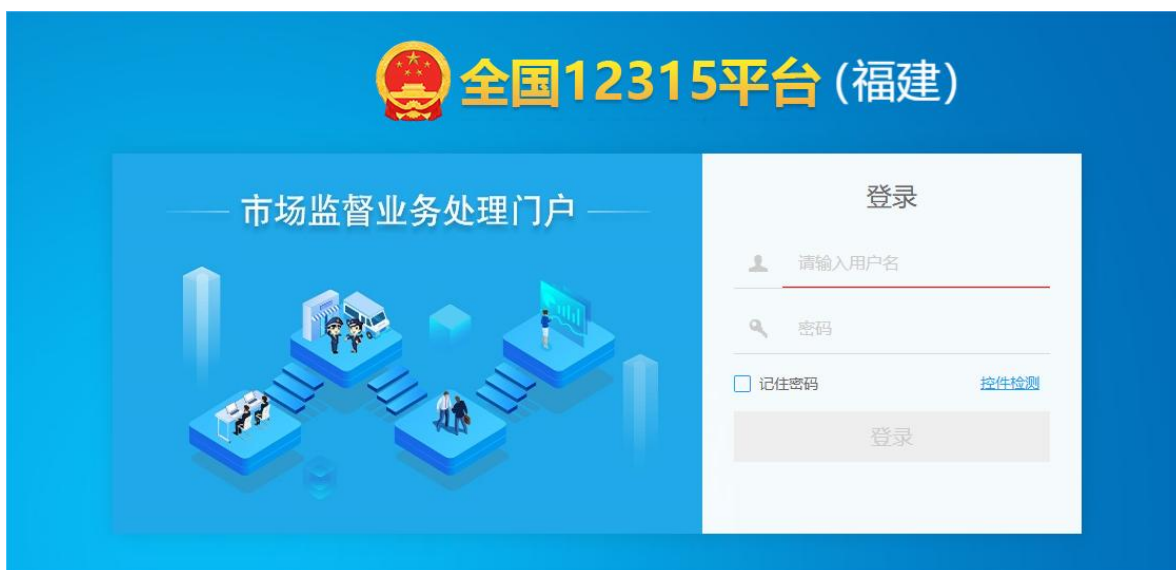 全国12315平台(福建)
市场监督业务处理门户
登录
请输入用户名
密码
记住密码
控件检测
登录